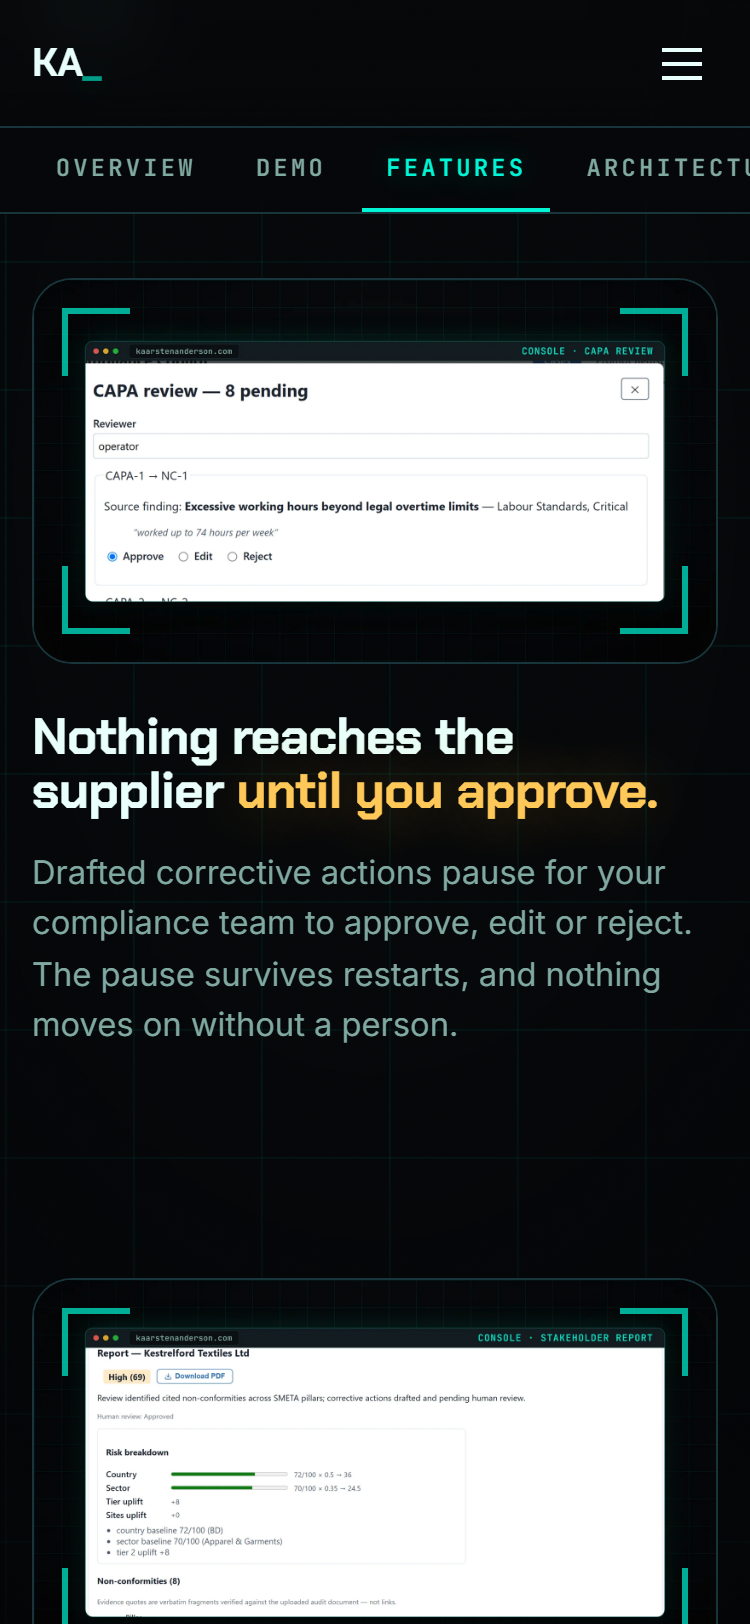 KA_
OVERVIEW DEMO FEATURES ARCHITECTU
kaarstenanderson.com CONSOLE · CAPA REVIEW
CAPA review — 8 pending
×
Reviewer
operator
CAPA-1 → NC-1
Source finding: Excessive working hours beyond legal overtime limits — Labour Standards, Critical
"worked up to 74 hours per week"
Approve Edit Reject
CAPA-2 → NC-2
Nothing reaches the
supplier until you approve.
Drafted corrective actions pause for your
compliance team to approve, edit or reject.
The pause survives restarts, and nothing
moves on without a person.
kaarstenanderson.com CONSOLE · STAKEHOLDER REPORT
Report — Kestrelford Textiles Ltd
High (69) Download PDF
Review identified cited non-conformities across SMETA pillars; corrective actions drafted and pending human review.
Human review: Approved
Risk breakdown
Country 72/100 × 0.5 → 36
Sector 70/100 × 0.35 → 24.5
Tier uplift +8
Sites uplift +0
• country baseline 72/100 (BD)
• sector baseline 70/100 (Apparel & Garments)
• tier 2 uplift +8
Non-conformities (8)
Evidence quotes are verbatim fragments verified against the uploaded audit document — not links.